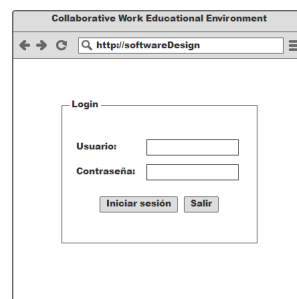 Collaborative Work Educational Environment
http://softwareDesign
Login
Usuario:
Contraseña:
Iniciar sesión Salir